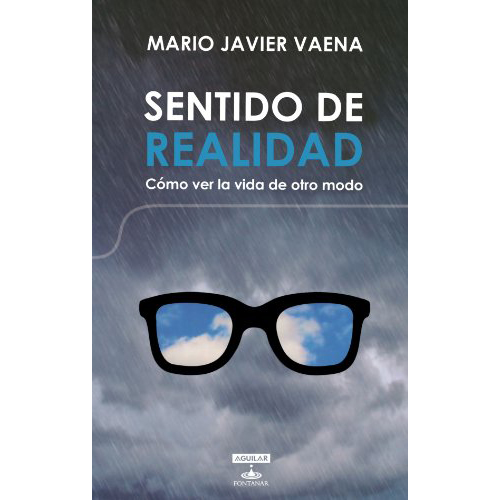 MARIO JAVIER VAENA
SENTIDO DE
REALIDAD
Cómo ver la vida de otro modo
AGUILAR
FONTANAR